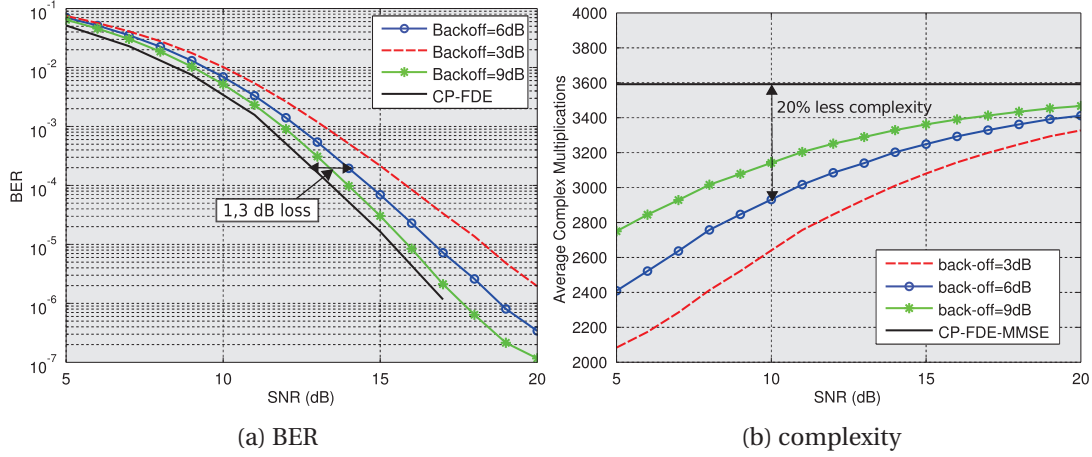 10^-1
10^-2
10^-3
10^-4
10^-5
10^-6
10^-7
BER
5
10
15
20
SNR (dB)
Backoff=6dB
Backoff=3dB
Backoff=9dB
CP-FDE
1,3 dB loss
(a) BER
4000
3800
3600
3400
3200
3000
2800
2600
2400
2200
2000
Average Complex Multiplications
5
10
15
20
SNR (dB)
20% less complexity
back-off=3dB
back-off=6dB
back-off=9dB
CP-FDE-MMSE
(b) complexity